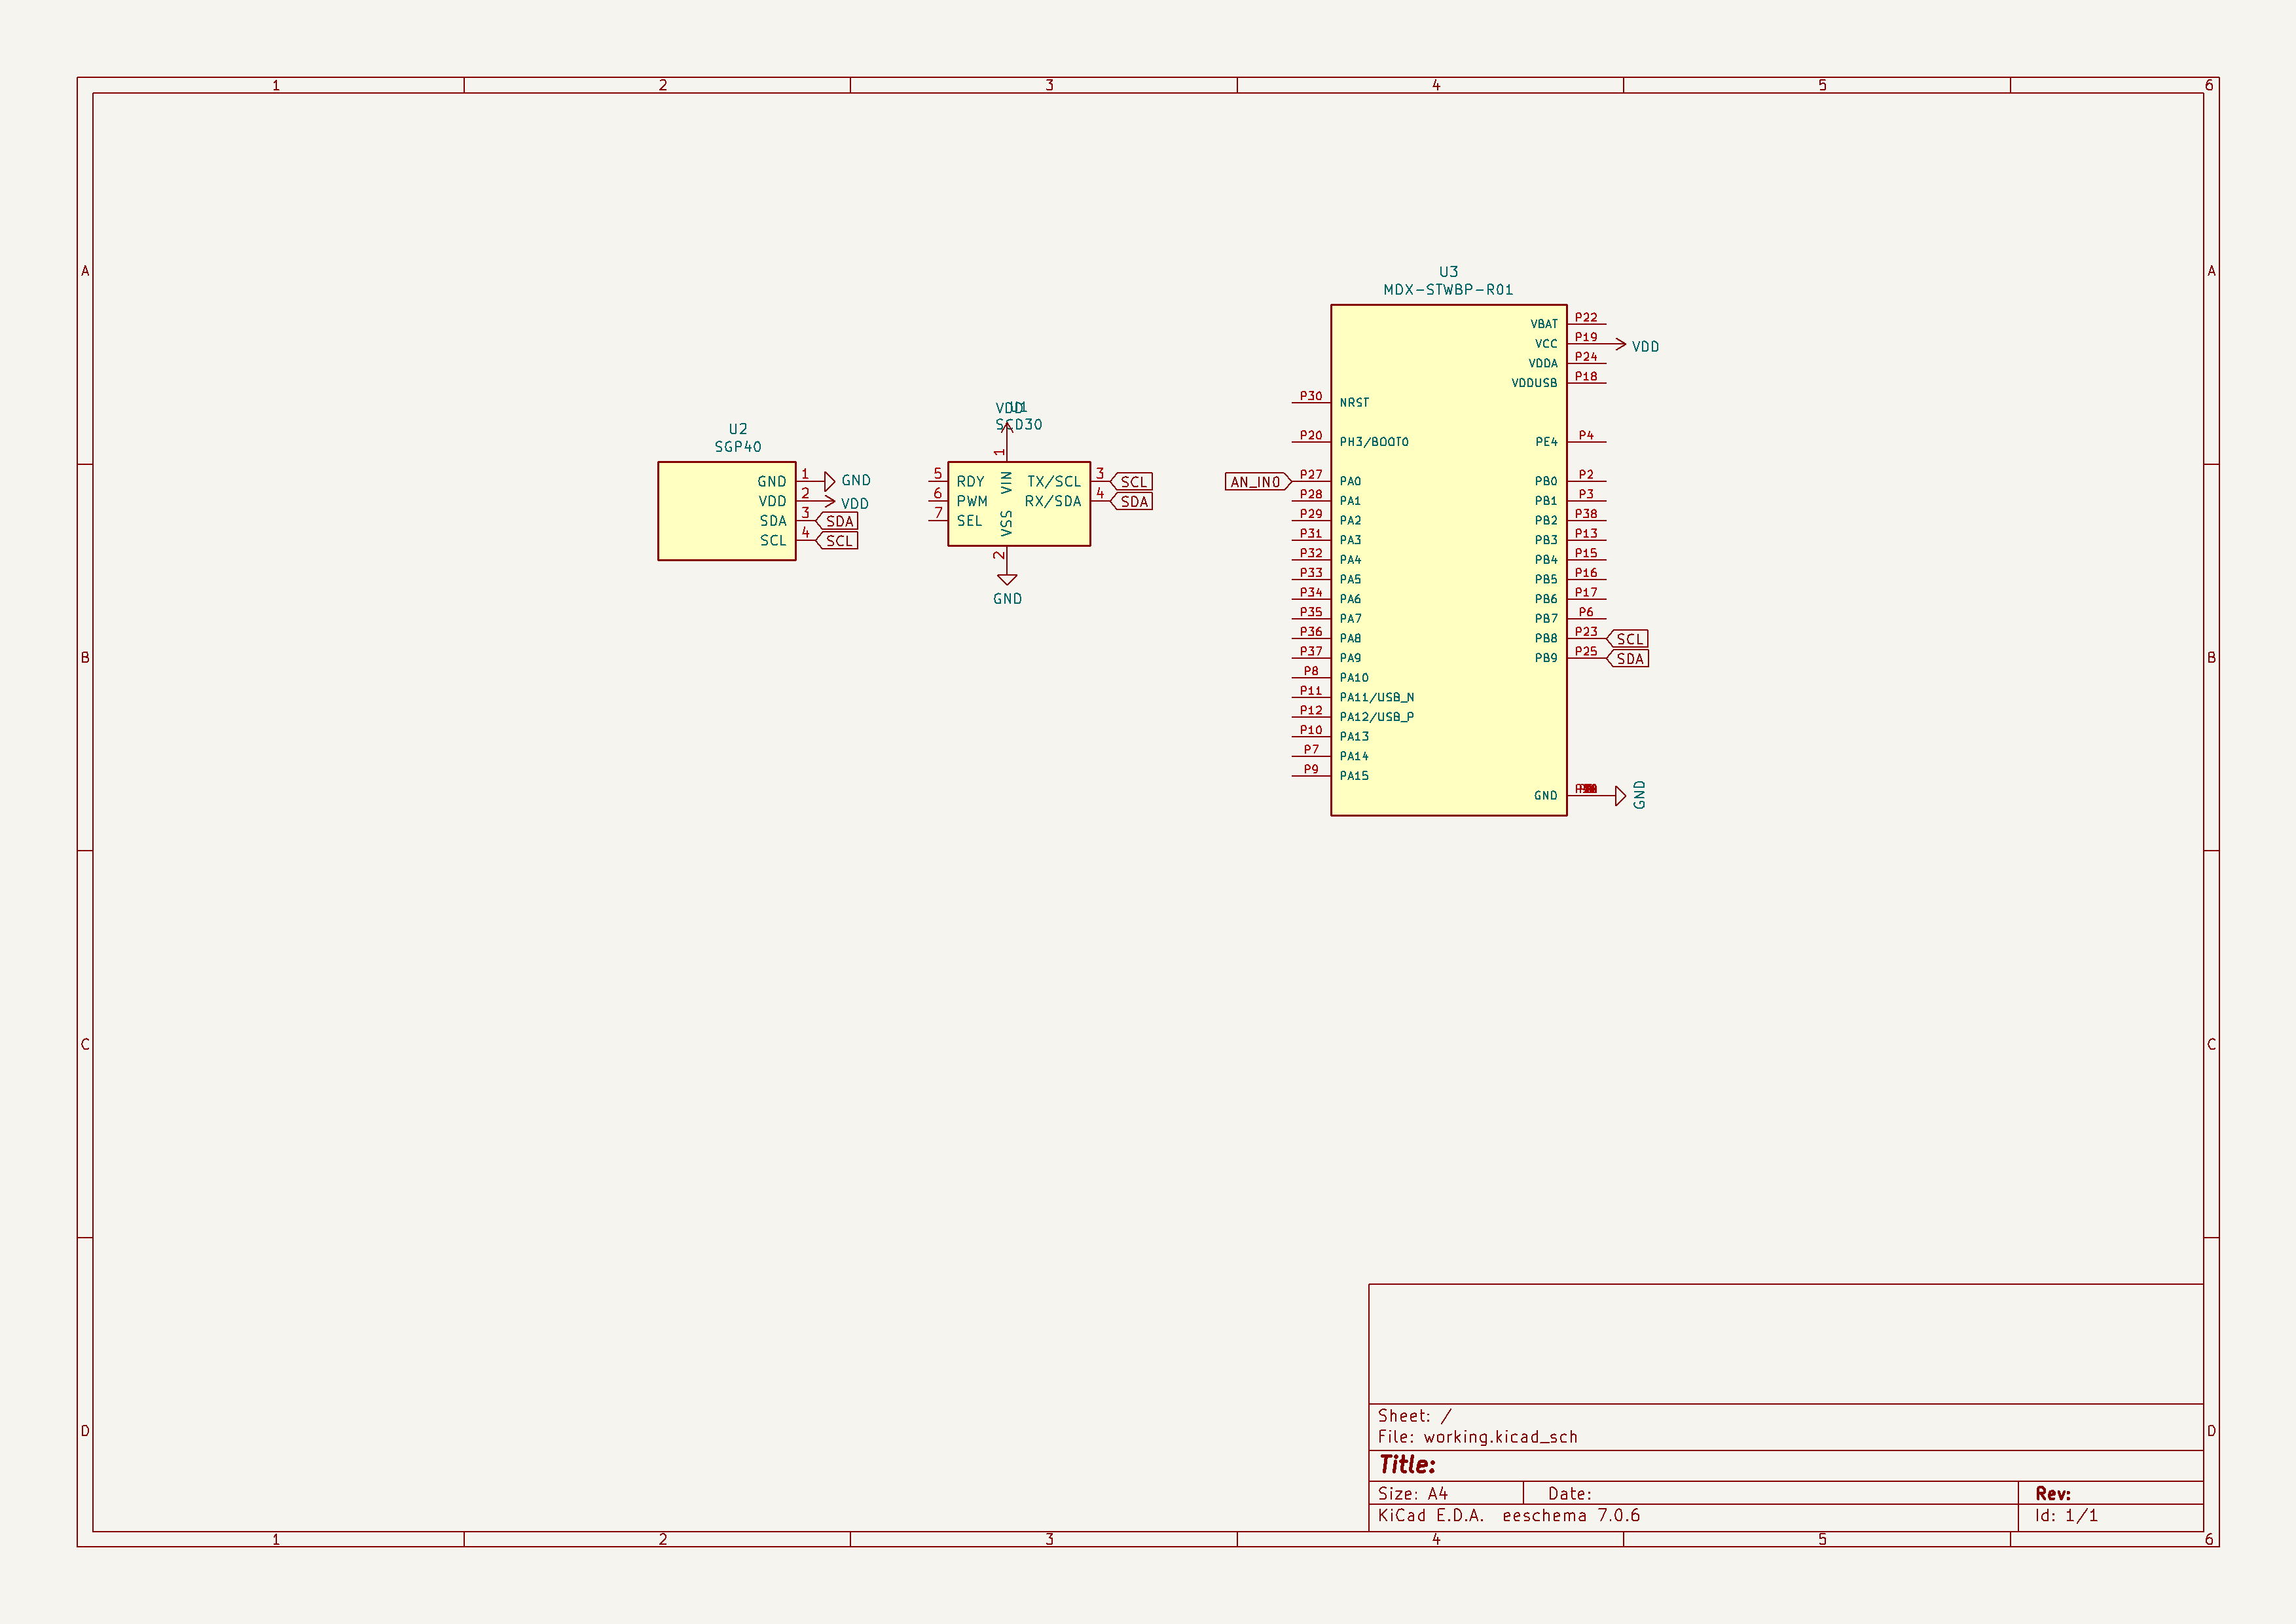 1 2 3 4 5 6
A A
B B
C C
D D
U2
SGP40
GND 1 GND
VDD 2 VDD
SDA 3 SDA
SCL 4 SCL
VDD
U1
SCD30
1
5 RDY VIN TX/SCL 3 SCL
6 PWM RX/SDA 4 SDA
7 SEL VSS
2
GND
U3
MDX-STWBP-R01
VBAT P22
VCC P19 VDD
VDDA P24
VDDUSB P18
P30 NRST
P20 PH3/BOOT0 PE4 P4
AN_IN0 P27 PA0 PB0 P2
P28 PA1 PB1 P3
P29 PA2 PB2 P38
P31 PA3 PB3 P13
P32 PA4 PB4 P15
P33 PA5 PB5 P16
P34 PA6 PB6 P17
P35 PA7 PB7 P6
P36 PA8 PB8 P23 SCL
P37 PA9 PB9 P25 SDA
P8 PA10
P11 PA11/USB_N
P12 PA12/USB_P
P10 PA13
P7 PA14
P9 PA15
GND GND
Sheet: /
File: working.kicad_sch
Title:
Size: A4 Date: Rev:
KiCad E.D.A. eeschema 7.0.6 Id: 1/1
1 2 3 4 5 6